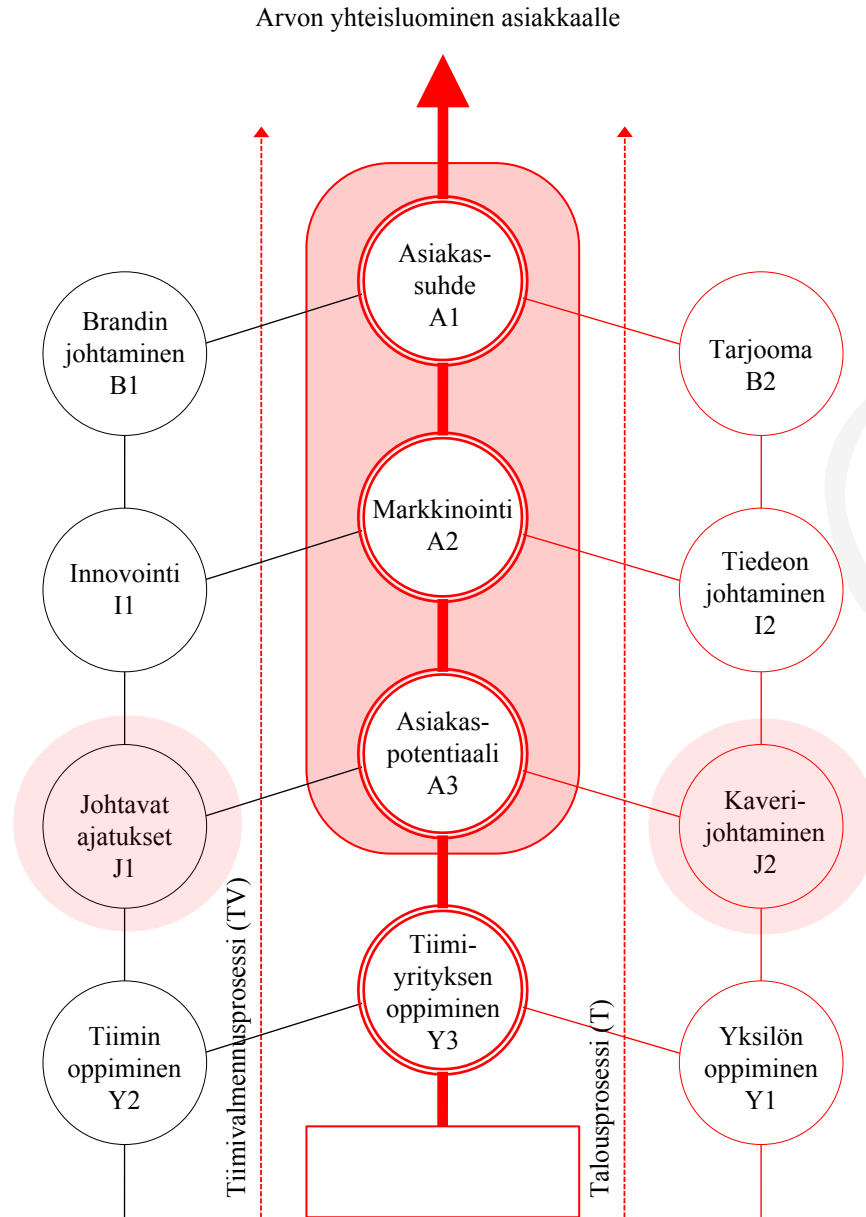 Arvon yhteisluominen asiakkaalle
Asiakas-
suhde
A1
Brandin
johtaminen
B1
Tarjooma
B2
Markkinointi
A2
Innovointi
I1
Tiedeon
johtaminen
I2
Asiakas-
potentiaali
A3
Johtavat
ajatukset
J1
Kaveri-
johtaminen
J2
Tiimivalmennusprosessi (TV)
Talousprosessi (T)
Tiimi-
yrityksen
oppiminen
Y3
Tiimin
oppiminen
Y2
Yksilön
oppiminen
Y1